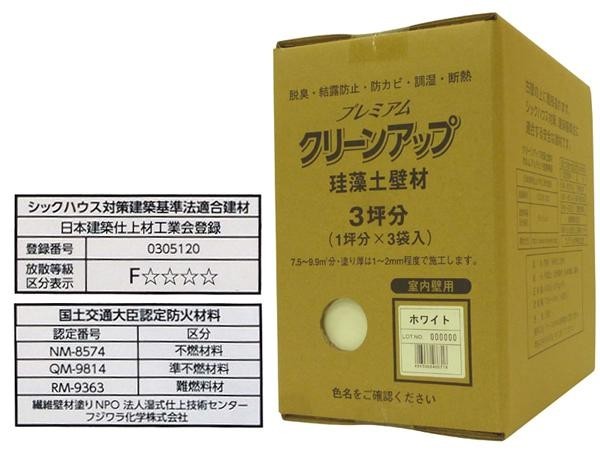 脱臭・結露防止・防カビ・調湿・断熱
プレミアム
クリーンアップ
珪藻土壁材
3坪分
(1坪分×3袋入)
7.5~9.9㎡分・塗り厚は1~2mm程度で施工します。
室内壁用
ホワイト
LOT NO. 000000
色名をご確認ください
シックハウス対策建築基準法適合建材
日本建築仕上材工業会登録
登録番号 0305120
放散等級
区分表示 F☆☆☆☆
国土交通大臣認定防火材料
認定番号 区分
NM-8574 不燃材料
QM-9814 準不燃材料
RM-9363 難燃材料
繊維壁材塗りNPO 法人湿式仕上技術センター
フジワラ化学株式会社